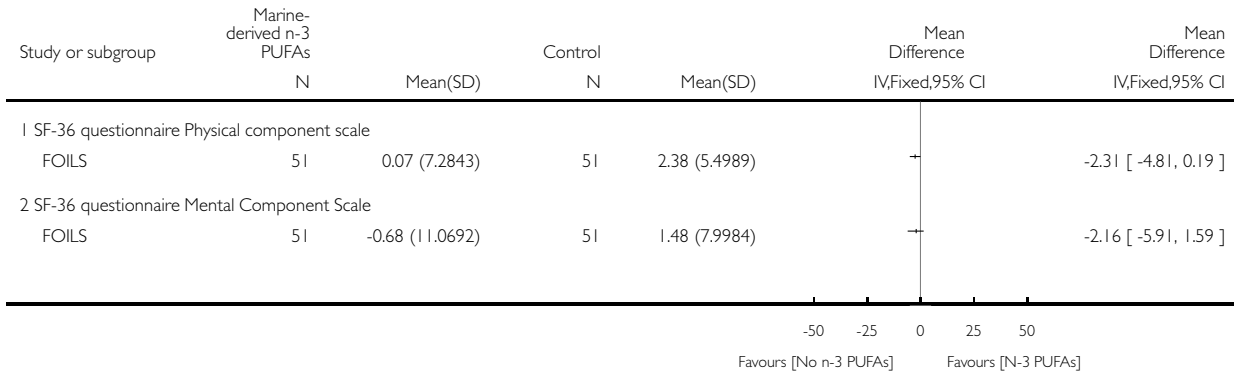 Study or subgroup Marine-derived n-3 PUFAs Control Mean Difference Mean Difference
N Mean(SD) N Mean(SD) IV,Fixed,95% CI IV,Fixed,95% CI
1 SF-36 questionnaire Physical component scale
FOILS 51 0.07 (7.2843) 51 2.38 (5.4989) -2.31 [ -4.81, 0.19 ]
2 SF-36 questionnaire Mental Component Scale
FOILS 51 -0.68 (11.0692) 51 1.48 (7.9984) -2.16 [ -5.91, 1.59 ]
-50 -25 0 25 50
Favours [No n-3 PUFAs] Favours [N-3 PUFAs]